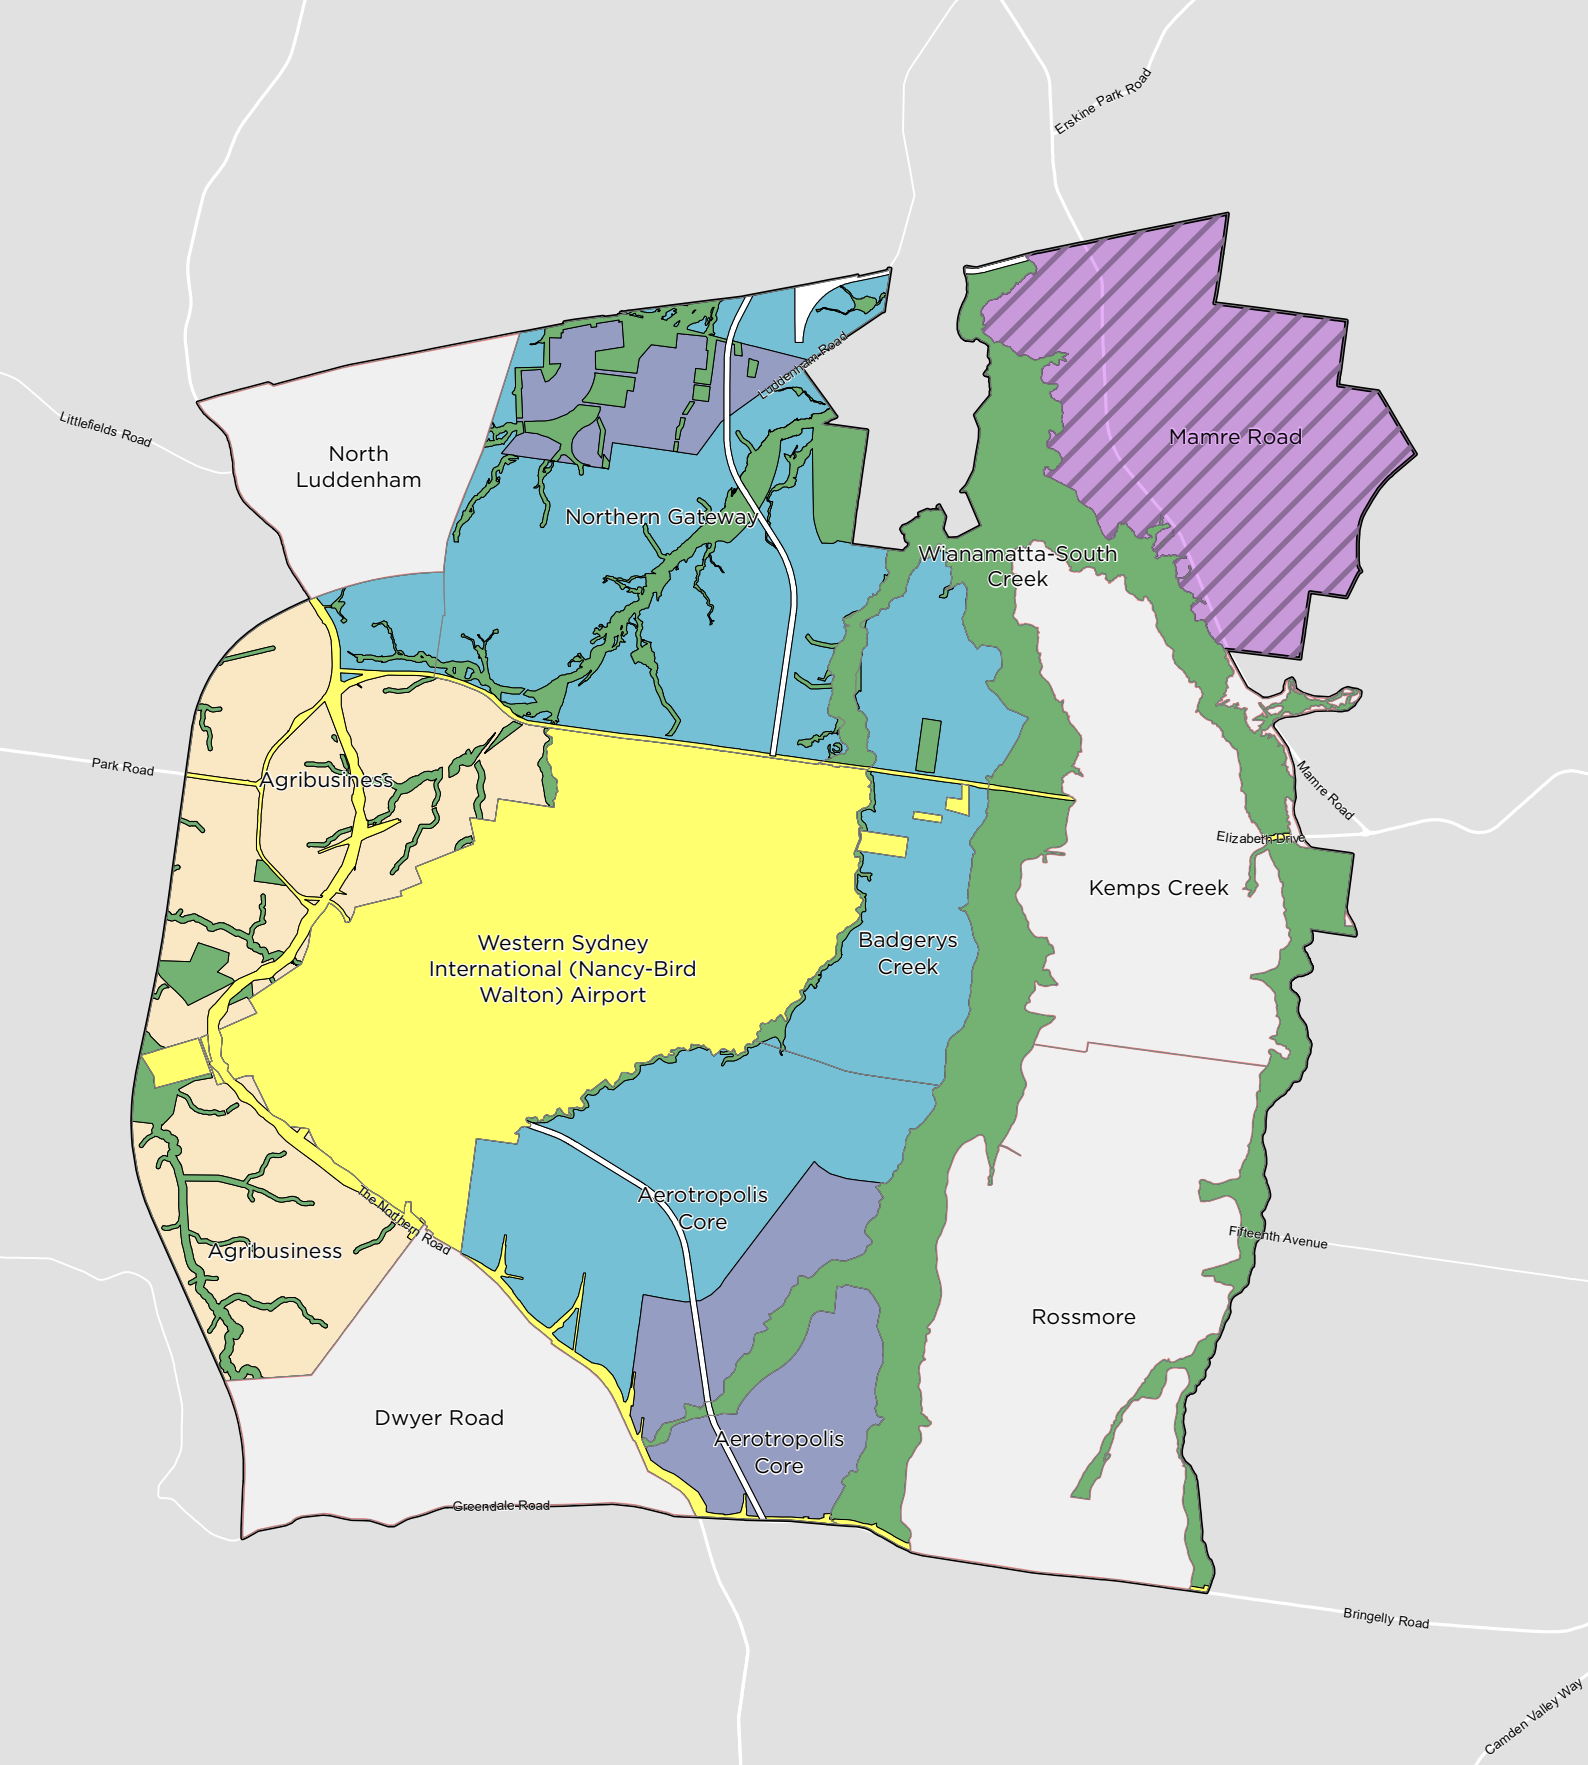 Erskine Park Road
Luddenham Road
Littlefields Road
Mamre Road
North
Luddenham
Northern Gateway
Wianamatta-South
Creek
Park Road
Agribusiness
Mamre Road
Elizabeth Drive
Kemps Creek
Western Sydney
International (Nancy-Bird
Walton) Airport
Badgerys
Creek
Aerotropolis
Core
The Northern Road
Agribusiness
Fifteenth Avenue
Rossmore
Dwyer Road
Aerotropolis
Core
Greendale Road
Bringelly Road
Camden Valley Way